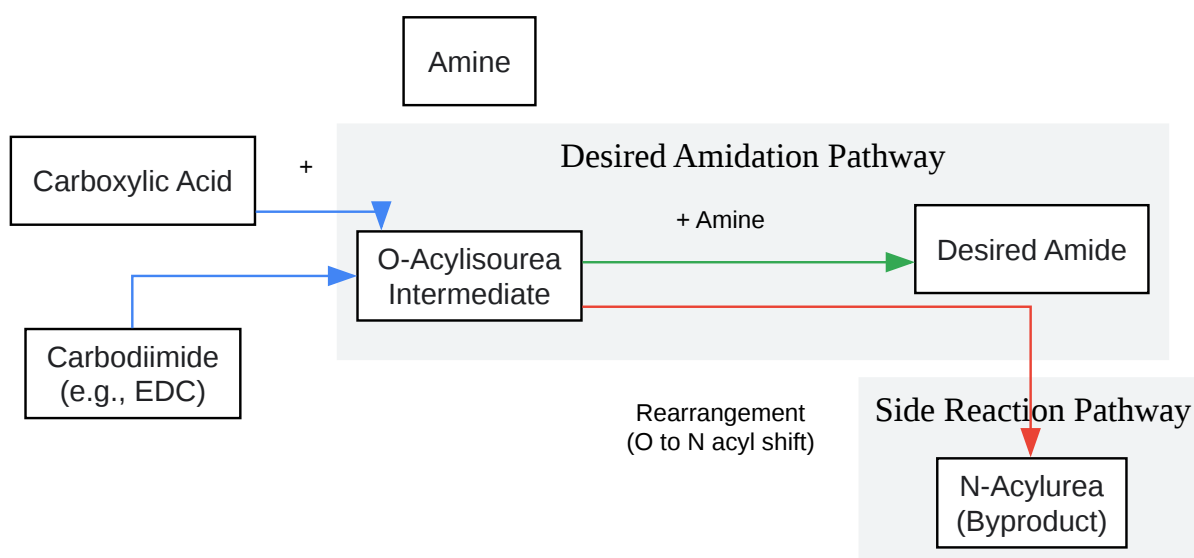 Amine
Desired Amidation Pathway
Carboxylic Acid
+
+ Amine
O-Acylisourea
Intermediate
Desired Amide
Carbodiimide
(e.g., EDC)
Rearrangement
(O to N acyl shift)
Side Reaction Pathway
N-Acylurea
(Byproduct)